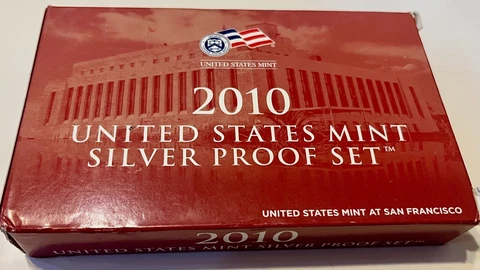 UNITED STATES MINT
2010
UNITED STATES MINT
SILVER PROOF SET™
UNITED STATES MINT AT SAN FRANCISCO
2010
UNITED STATES MINT SILVER PROOF SET™